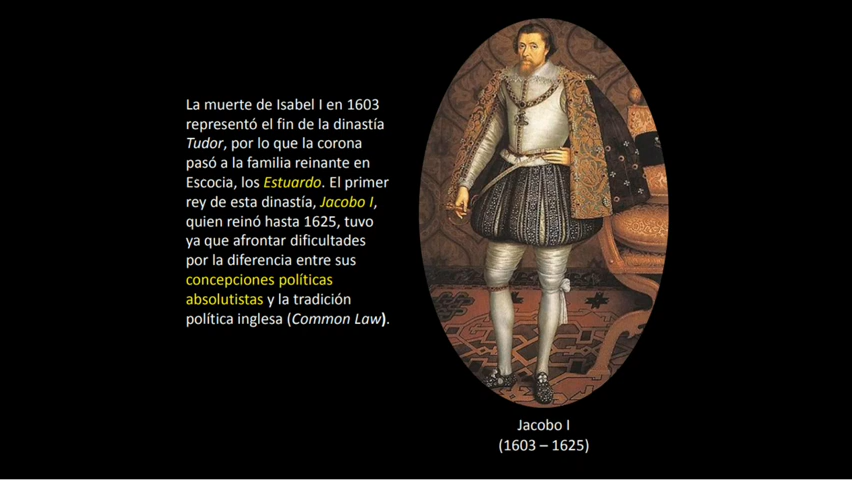 La muerte de Isabel I en 1603
representó el fin de la dinastía
Tudor, por lo que la corona
pasó a la familia reinante en
Escocia, los Estuardo. El primer
rey de esta dinastía, Jacobo I,
quien reinó hasta 1625, tuvo
ya que afrontar dificultades
por la diferencia entre sus
concepciones políticas
absolutistas y la tradición
política inglesa (Common Law).
Jacobo I
(1603 – 1625)